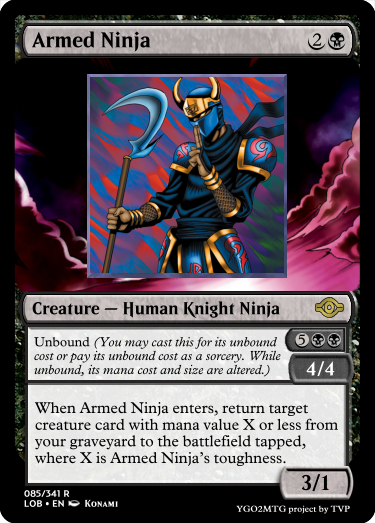 Armed Ninja 2
Creature — Human Knight Ninja
Unbound (You may cast this for its unbound
cost or pay its unbound cost as a sorcery. While
unbound, its mana cost and size are altered.)
5
4/4
When Armed Ninja enters, return target
creature card with mana value X or less from
your graveyard to the battlefield tapped,
where X is Armed Ninja's toughness.
3/1
085/341 R
LOB • EN KONAMI
YGO2MTG project by TVP